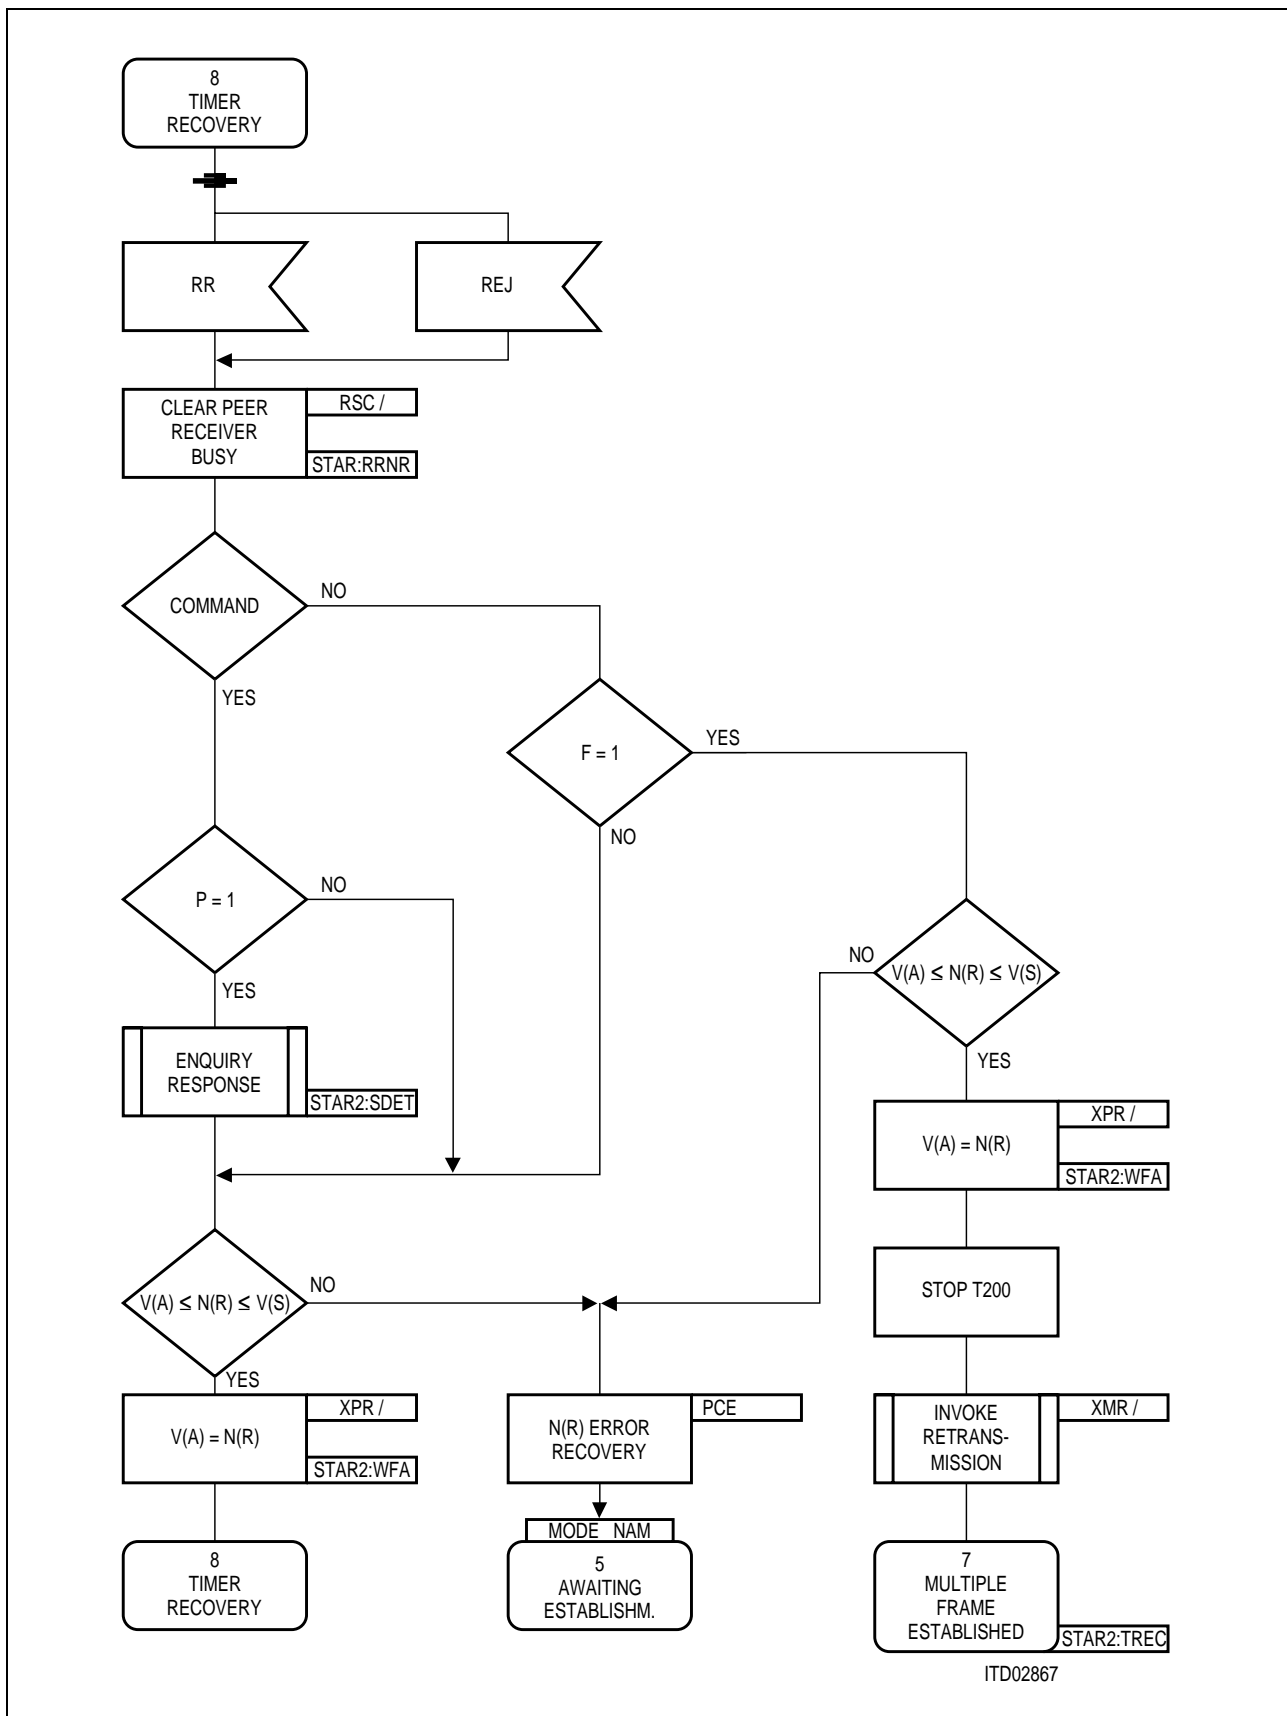 8
TIMER
RECOVERY
RR
REJ
CLEAR PEER
RECEIVER
BUSY
RSC /
STAR:RRNR
COMMAND
NO
YES
F = 1
YES
NO
P = 1
NO
YES
V(A) ≤ N(R) ≤ V(S)
NO
YES
ENQUIRY
RESPONSE
STAR2:SDET
V(A) = N(R)
XPR /
STAR2:WFA
V(A) ≤ N(R) ≤ V(S)
NO
YES
STOP T200
V(A) = N(R)
XPR /
STAR2:WFA
N(R) ERROR
RECOVERY
PCE
INVOKE
RETRANS-
MISSION
XMR /
8
TIMER
RECOVERY
MODE NAM
5
AWAITING
ESTABLISHM.
7
MULTIPLE
FRAME
ESTABLISHED
STAR2:TREC
ITD02867